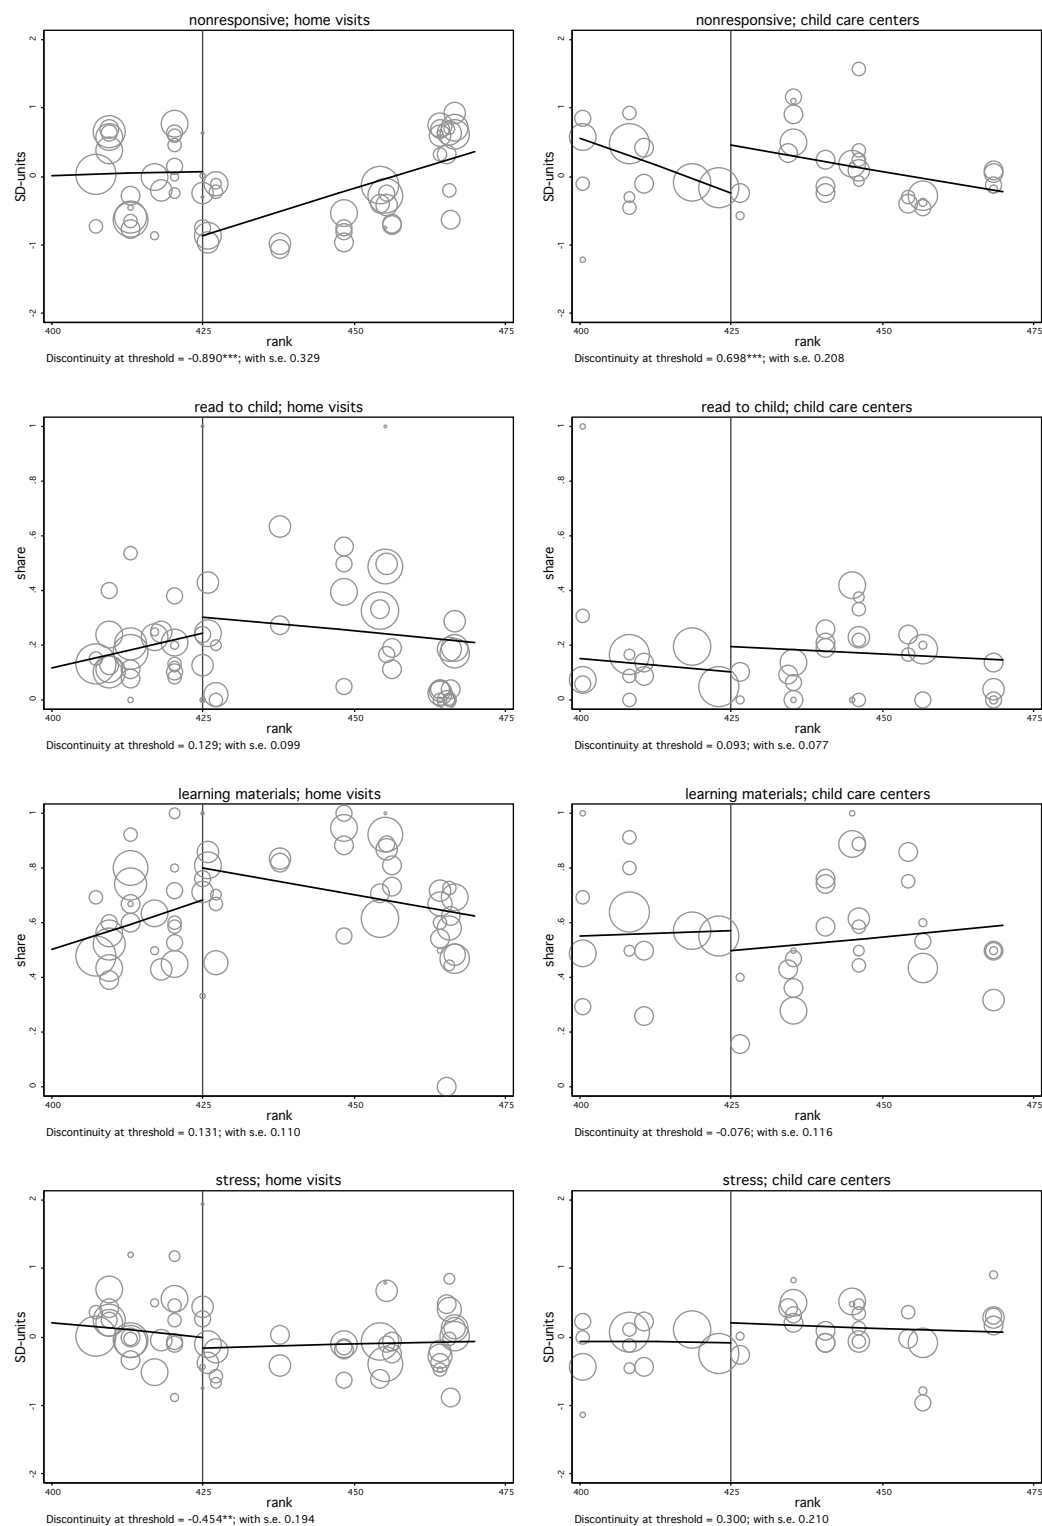 nonresponsive; home visits
2
1
0
-1
-2
SD-units
400
425
450
475
rank
Discontinuity at threshold = -0.890***; with s.e. 0.329
nonresponsive; child care centers
2
1
0
-1
-2
SD-units
400
425
450
475
rank
Discontinuity at threshold = 0.698***; with s.e. 0.208
read to child; home visits
1
.8
.6
.4
.2
0
share
400
425
450
475
rank
Discontinuity at threshold = 0.129; with s.e. 0.099
read to child; child care centers
1
.8
.6
.4
.2
0
share
400
425
450
475
rank
Discontinuity at threshold = 0.093; with s.e. 0.077
learning materials; home visits
1
.8
.6
.4
.2
0
share
400
425
450
475
rank
Discontinuity at threshold = 0.131; with s.e. 0.110
learning materials; child care centers
1
.8
.6
.4
.2
0
share
400
425
450
475
rank
Discontinuity at threshold = -0.076; with s.e. 0.116
stress; home visits
2
1
0
-1
-2
SD-units
400
425
450
475
rank
Discontinuity at threshold = -0.454**; with s.e. 0.194
stress; child care centers
2
1
0
-1
-2
SD-units
400
425
450
475
rank
Discontinuity at threshold = 0.300; with s.e. 0.210